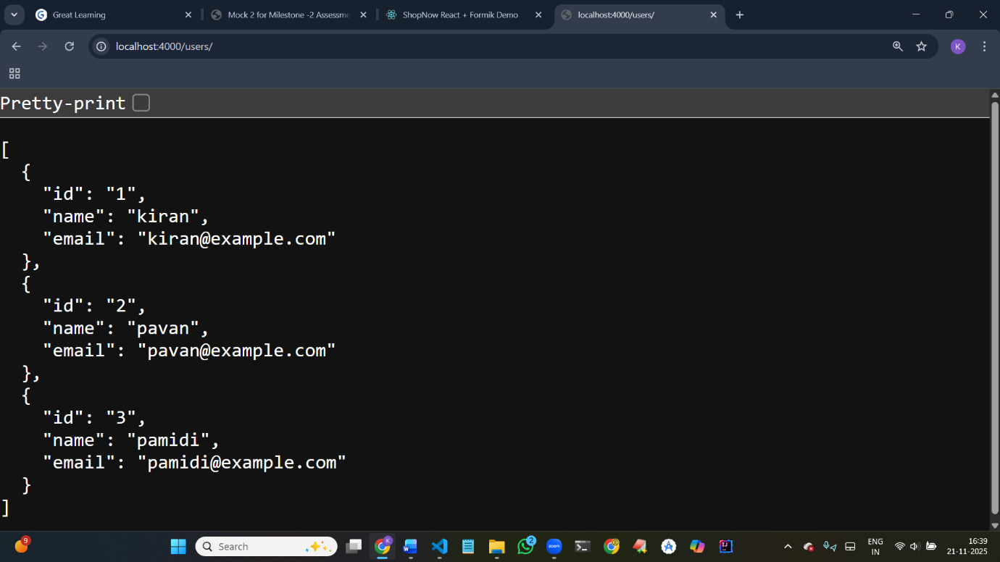 Great Learning
Mock 2 for Milestone -2 Assessme
ShopNow React + Formik Demo
localhost:4000/users/
localhost:4000/users/
K
Pretty-print
[
  {
    "id": "1",
    "name": "kiran",
    "email": "kiran@example.com"
  },
  {
    "id": "2",
    "name": "pavan",
    "email": "pavan@example.com"
  },
  {
    "id": "3",
    "name": "pamidi",
    "email": "pamidi@example.com"
  }
]
9
Search
K
W
2
zoom
IJ
ENG
IN
16:39
21-11-2025